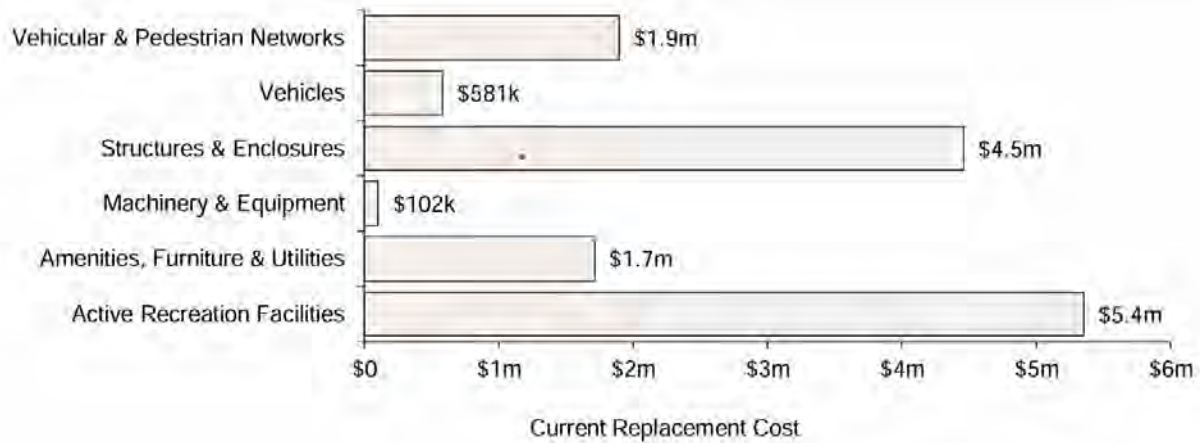 Vehicular & Pedestrian Networks
$1.9m
Vehicles
$581k
Structures & Enclosures
$4.5m
Machinery & Equipment
$102k
Amenities, Furniture & Utilities
$1.7m
Active Recreation Facilities
$5.4m
$0 $1m $2m $3m $4m $5m $6m
Current Replacement Cost